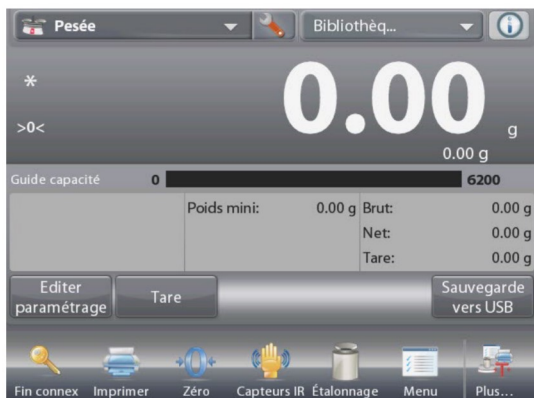 Pesée Bibliothèq...
*
0.00 g
>0<
0.00 g
Guide capacité 0 6200
Poids mini: 0.00 g Brut: 0.00 g
Net: 0.00 g
Tare: 0.00 g
Editer paramétrage Tare Sauvegarde vers USB
Fin connex Imprimer Zéro Capteurs IR Étalonnage Menu Plus...